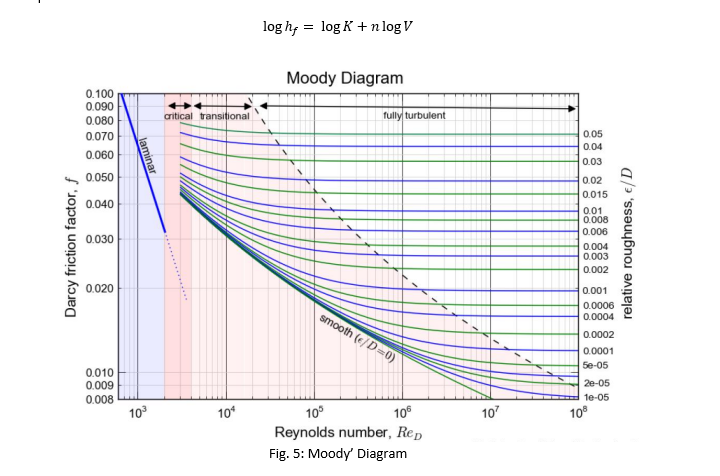 log h_f = log K + n log V
Moody Diagram
critical transitional fully turbulent
laminar
smooth (ϵ/D=0)
Darcy friction factor, f
0.100
0.090
0.080
0.070
0.060
0.050
0.040
0.030
0.020
0.010
0.009
0.008
0.05
0.04
0.03
0.02
0.015
0.01
0.008
0.006
0.004
0.003
0.002
0.001
0.0006
0.0004
0.0002
0.0001
5e-05
2e-05
1e-05
relative roughness, ϵ/D
10³ 10⁴ 10⁵ 10⁶ 10⁷ 10⁸
Reynolds number, Re_D
Fig. 5: Moody’ Diagram